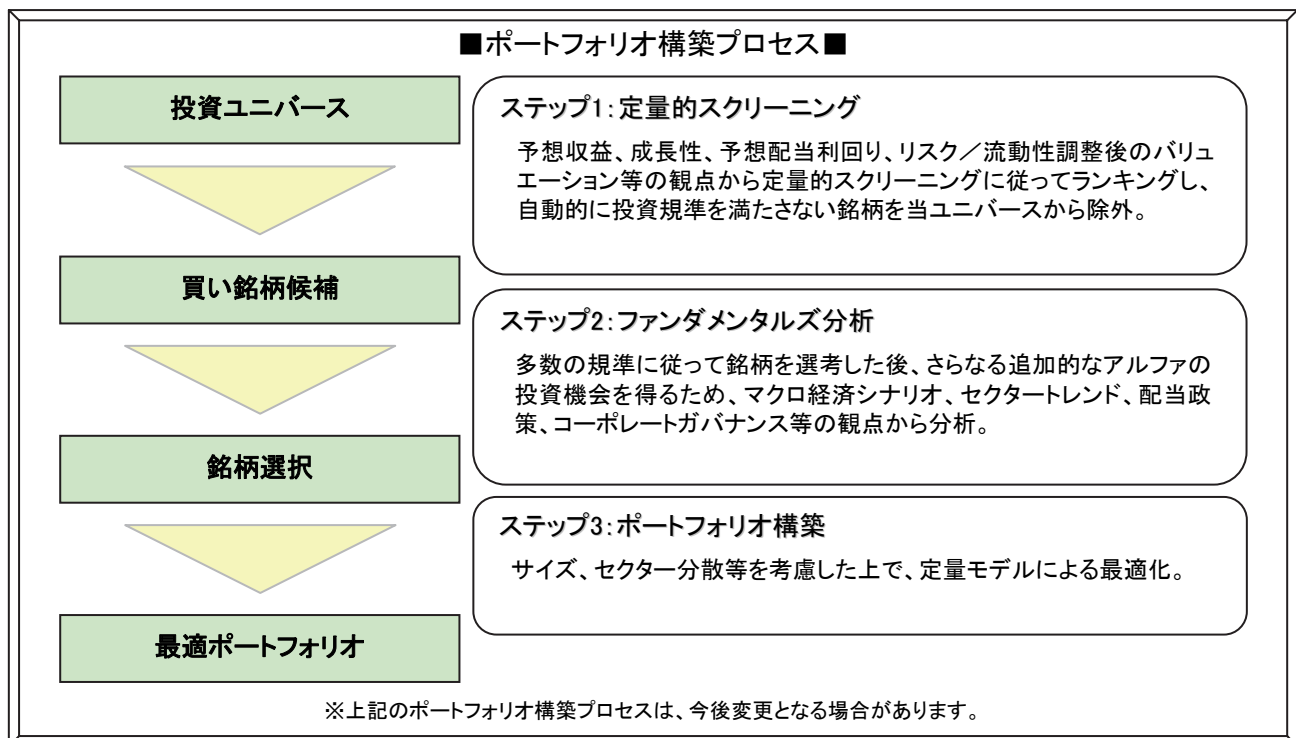 ■ポートフォリオ構築プロセス■
投資ユニバース
ステップ1：定量的スクリーニング
予想収益、成長性、予想配当利回り、リスク／流動性調整後のバリュ
エーション等の観点から定量的スクリーニングに従ってランキングし、
自動的に投資規準を満たさない銘柄を当ユニバースから除外。
買い銘柄候補
ステップ2：ファンダメンタルズ分析
多数の規準に従って銘柄を選考した後、さらなる追加的なアルファの
投資機会を得るため、マクロ経済シナリオ、セクタートレンド、配当政
策、コーポレートガバナンス等の観点から分析。
銘柄選択
ステップ3：ポートフォリオ構築
サイズ、セクター分散等を考慮した上で、定量モデルによる最適化。
最適ポートフォリオ
※上記のポートフォリオ構築プロセスは、今後変更となる場合があります。